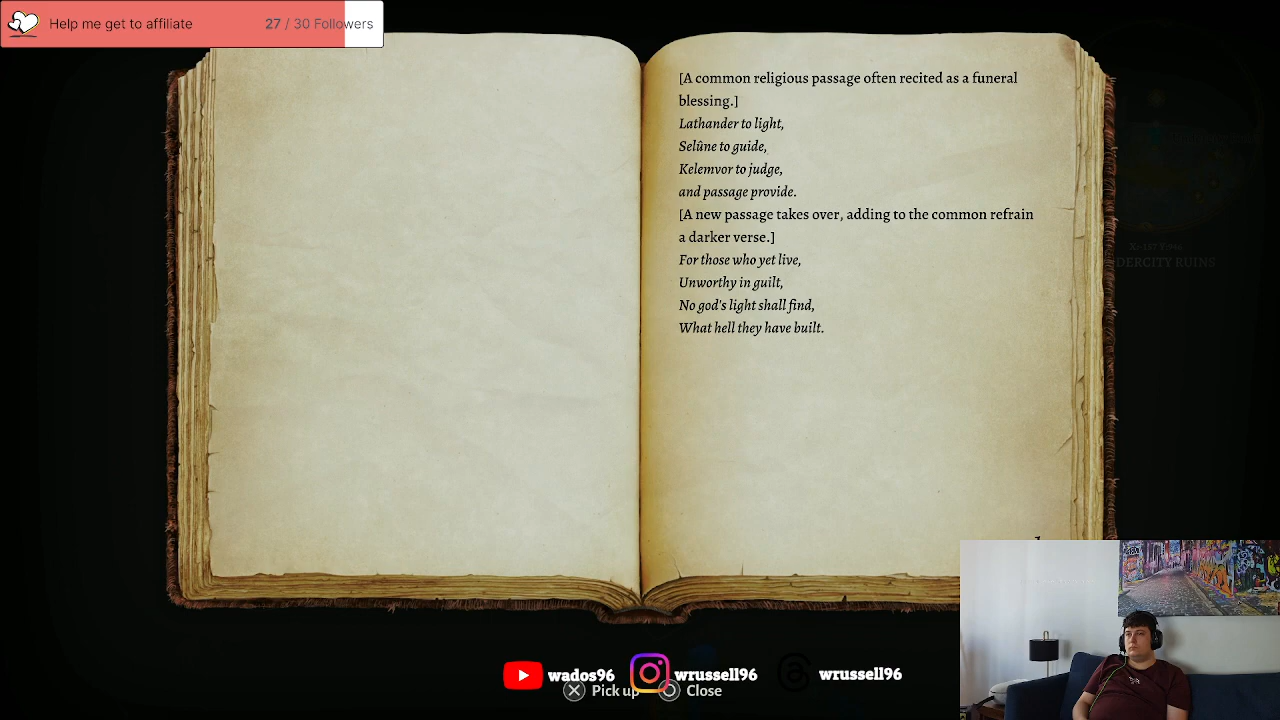 Help me get to affiliate 27 / 30 Followers
[A common religious passage often recited as a funeral
blessing.]
Lathander to light,
Selûne to guide,
Kelemvor to judge,
and passage provide.
[A new passage takes over, adding to the common refrain
a darker verse.]
For those who yet live,
Unworthy in guilt,
No god's light shall find,
What hell they have built.
DERCITY RUINS
wados96 wrussell96 wrussell96
Pick up Close